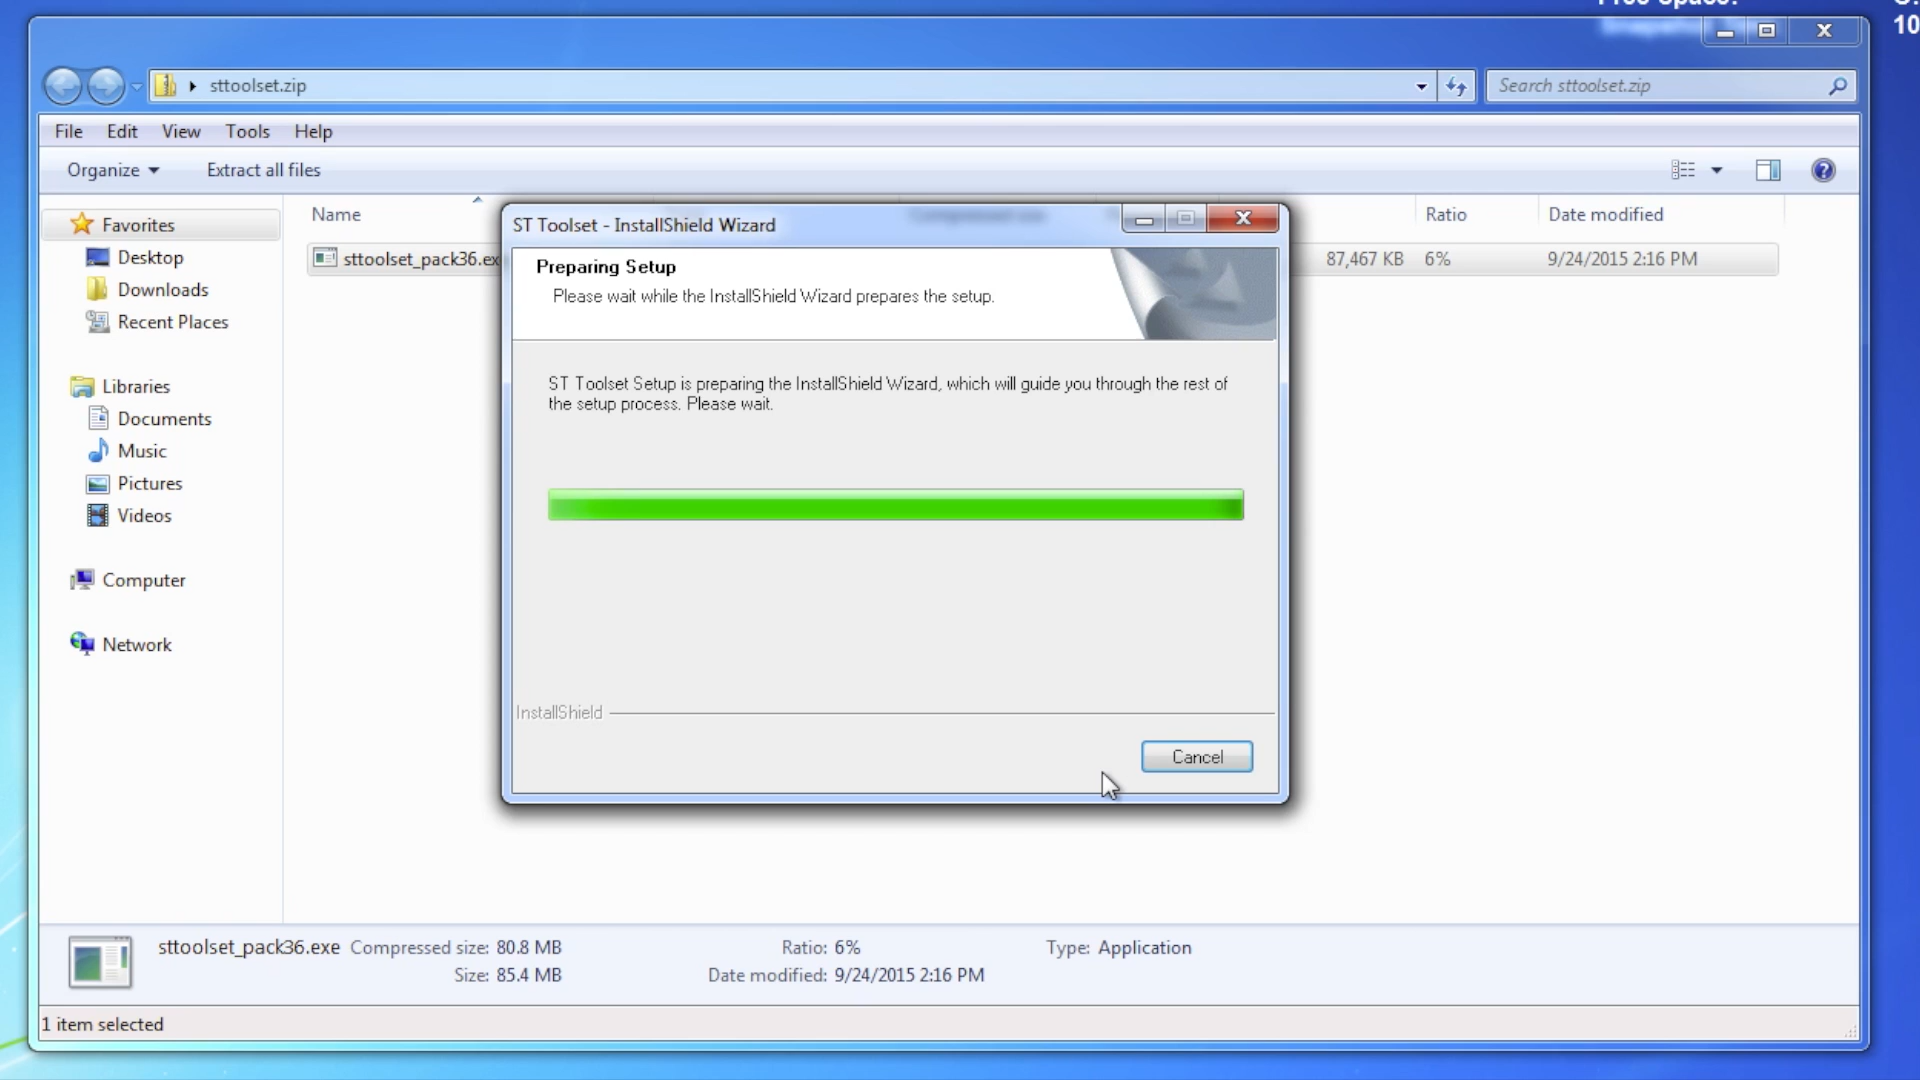 10
sttoolset.zip
Search sttoolset.zip
File Edit View Tools Help
Organize Extract all files
Name Ratio Date modified
ST Toolset - InstallShield Wizard
Favorites
sttoolset_pack36.ex 87,467 KB 6% 9/24/2015 2:16 PM
Preparing Setup
Please wait while the InstallShield Wizard prepares the setup.
Desktop
Downloads
Recent Places
ST Toolset Setup is preparing the InstallShield Wizard, which will guide you through the rest of
the setup process. Please wait.
Libraries
Documents
Music
Pictures
Videos
Computer
Network
InstallShield
Cancel
sttoolset_pack36.exe Compressed size: 80.8 MB Ratio: 6% Type: Application
Size: 85.4 MB Date modified: 9/24/2015 2:16 PM
1 item selected